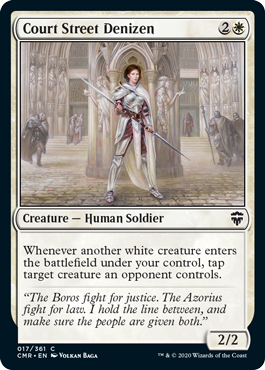 Court Street Denizen 2
Creature — Human Soldier
Whenever another white creature enters
the battlefield under your control, tap
target creature an opponent controls.
“The Boros fight for justice. The Azorius
fight for law. I hold the line between, and
make sure the people are given both.”
2/2
017/361 C
CMR • EN Volkan Baga
™ & © 2020 Wizards of the Coast